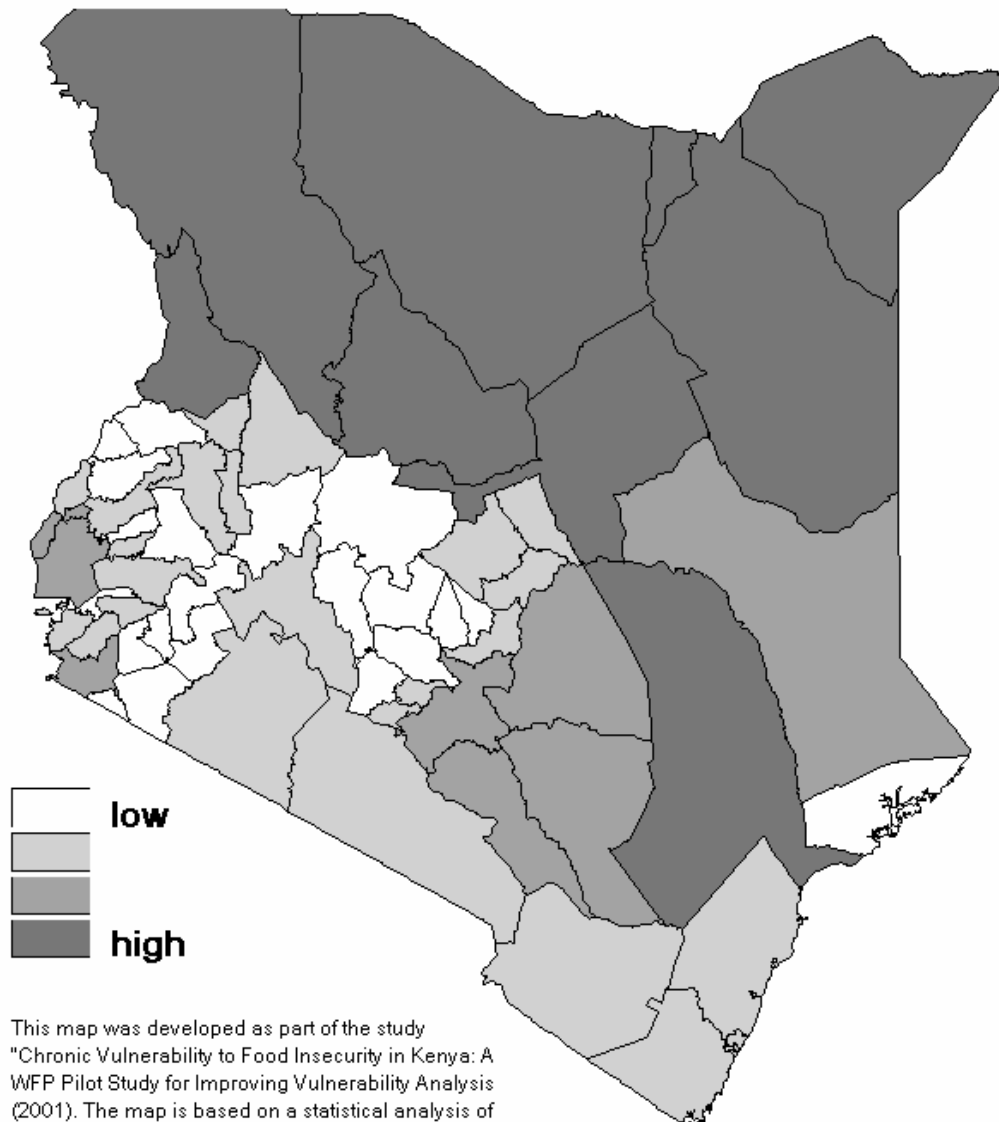 low
high
This map was developed as part of the study
"Chronic Vulnerability to Food Insecurity in Kenya: A
WFP Pilot Study for Improving Vulnerability Analysis
(2001). The map is based on a statistical analysis of